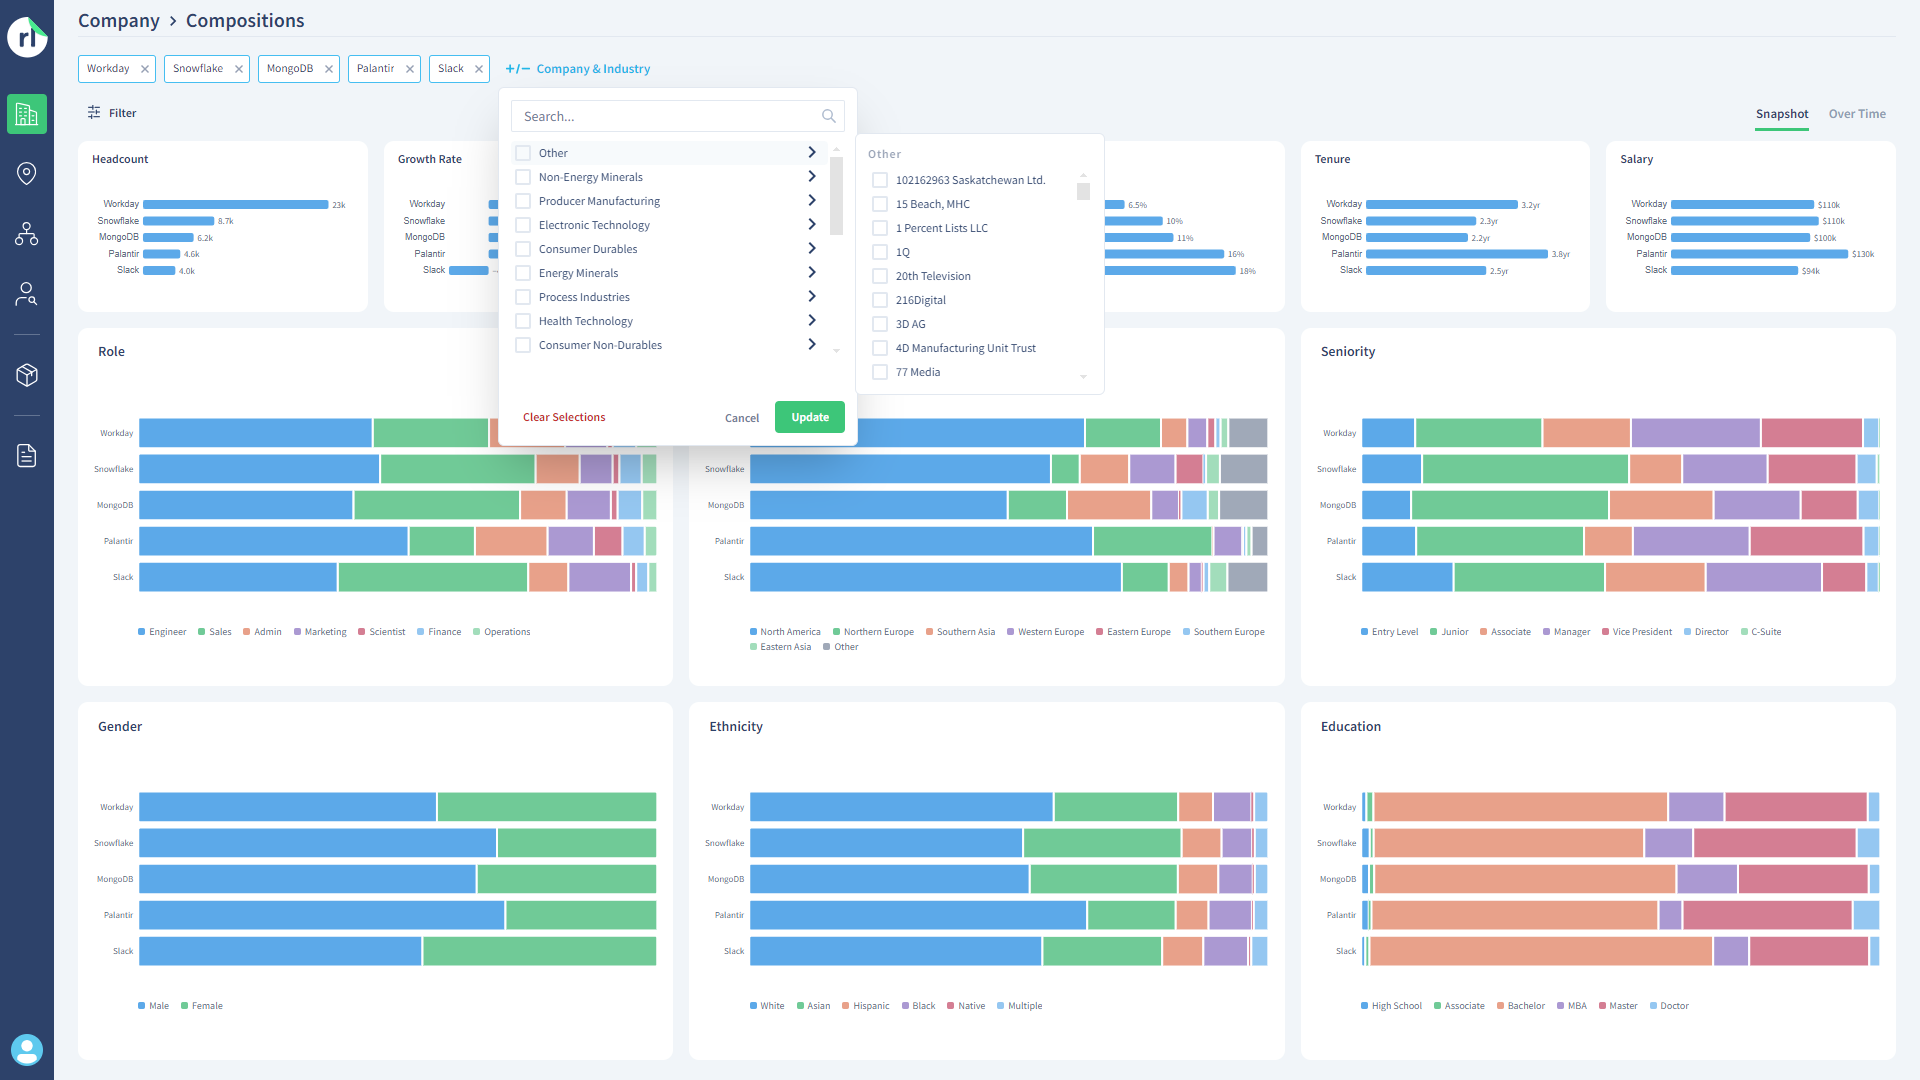 rl
Company > Compositions
Workday
Snowflake
MongoDB
Palantir
Slack
+/− Company & Industry
Filter
Snapshot
Over Time
Search...
Other
Non-Energy Minerals
Producer Manufacturing
Electronic Technology
Consumer Durables
Energy Minerals
Process Industries
Health Technology
Consumer Non-Durables
Clear Selections
Cancel
Update
Other
102162963 Saskatchewan Ltd.
15 Beach, MHC
1 Percent Lists LLC
1Q
20th Television
216Digital
3D AG
4D Manufacturing Unit Trust
77 Media
Headcount
Workday 23k
Snowflake 8.7k
MongoDB 6.2k
Palantir 4.6k
Slack 4.0k
Growth Rate
Workday
Snowflake
MongoDB
Palantir
Slack
6.5%
10%
11%
16%
18%
Tenure
Workday 3.2yr
Snowflake 2.3yr
MongoDB 2.2yr
Palantir 3.8yr
Slack 2.5yr
Salary
Workday $110k
Snowflake $110k
MongoDB $100k
Palantir $130k
Slack $94k
Role
Workday
Snowflake
MongoDB
Palantir
Slack
Engineer Sales Admin Marketing Scientist Finance Operations
Snowflake
MongoDB
Palantir
Slack
North America Northern Europe Southern Asia Western Europe Eastern Europe Southern Europe
Eastern Asia Other
Seniority
Workday
Snowflake
MongoDB
Palantir
Slack
Entry Level Junior Associate Manager Vice President Director C-Suite
Gender
Workday
Snowflake
MongoDB
Palantir
Slack
Male Female
Ethnicity
Workday
Snowflake
MongoDB
Palantir
Slack
White Asian Hispanic Black Native Multiple
Education
Workday
Snowflake
MongoDB
Palantir
Slack
High School Associate Bachelor MBA Master Doctor